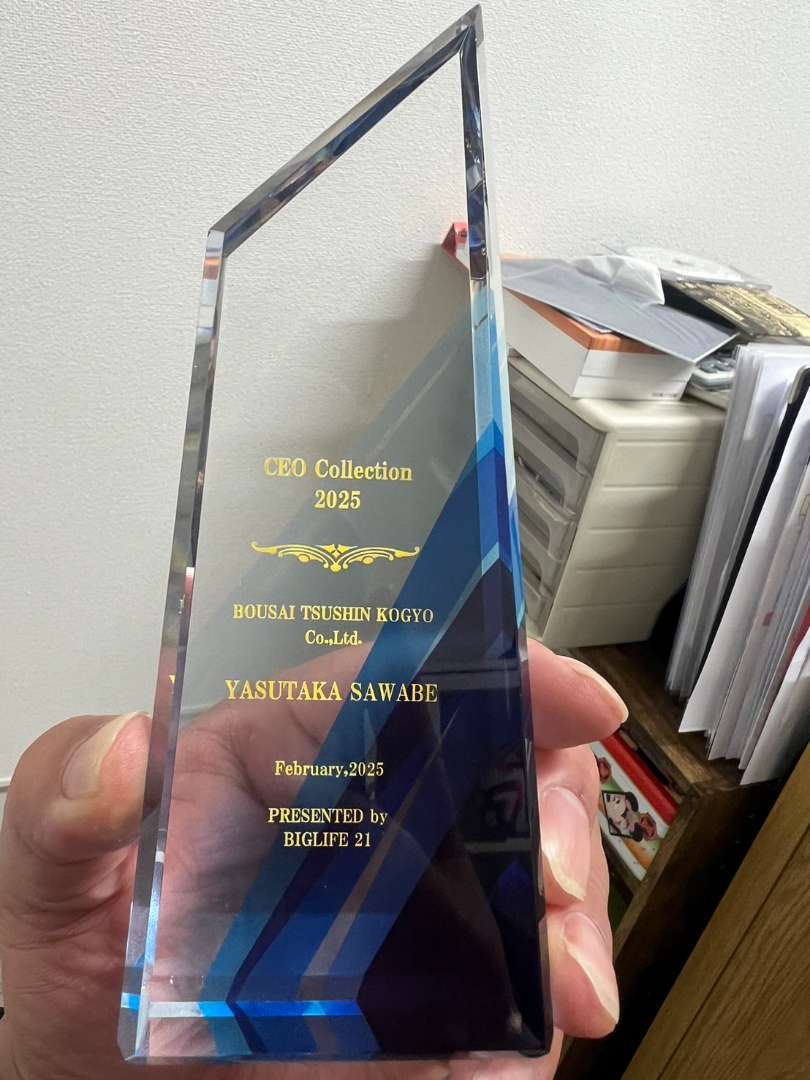 CEO Collection
2025
BOUSAI TSUSHIN KOGYO
Co.,Ltd.
YASUTAKA SAWABE
February,2025
PRESENTED by
BIGLIFE 21